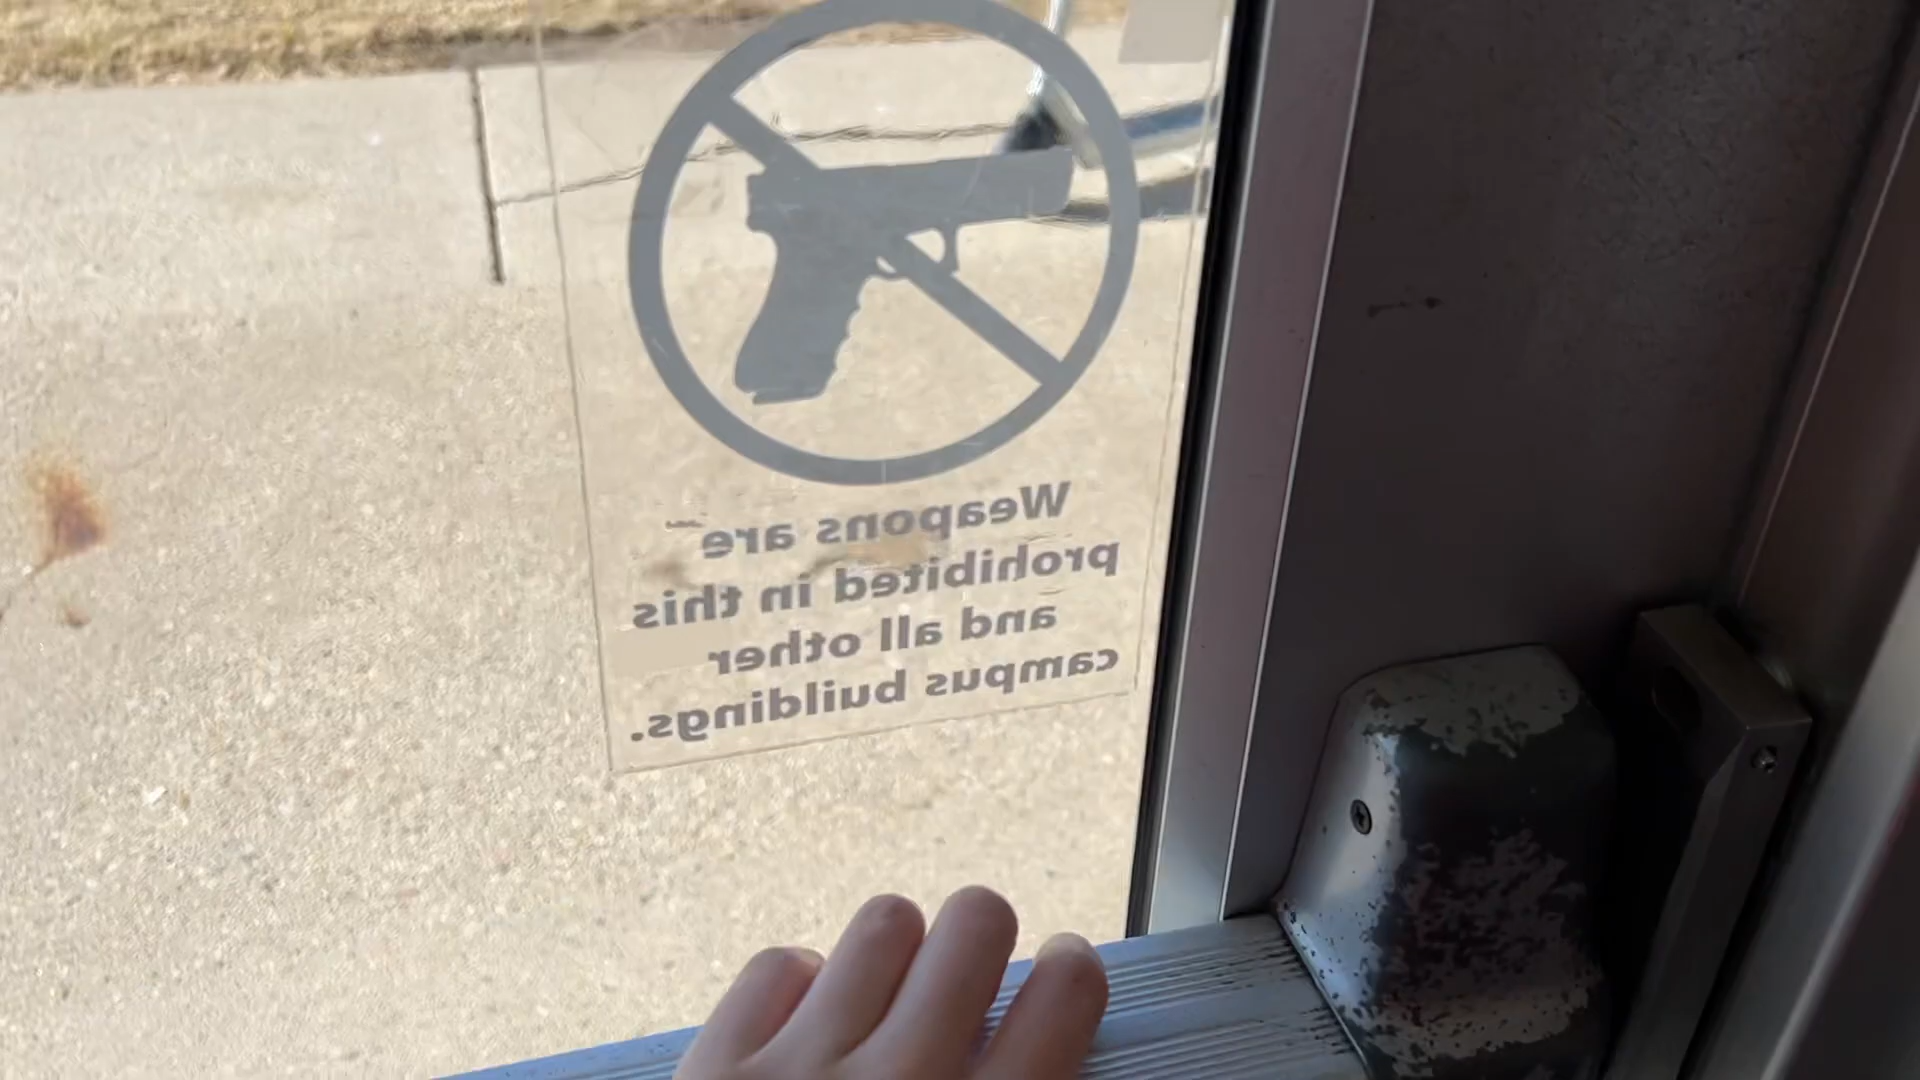 Weapons are
prohibited in this
and all other
campus buildings.